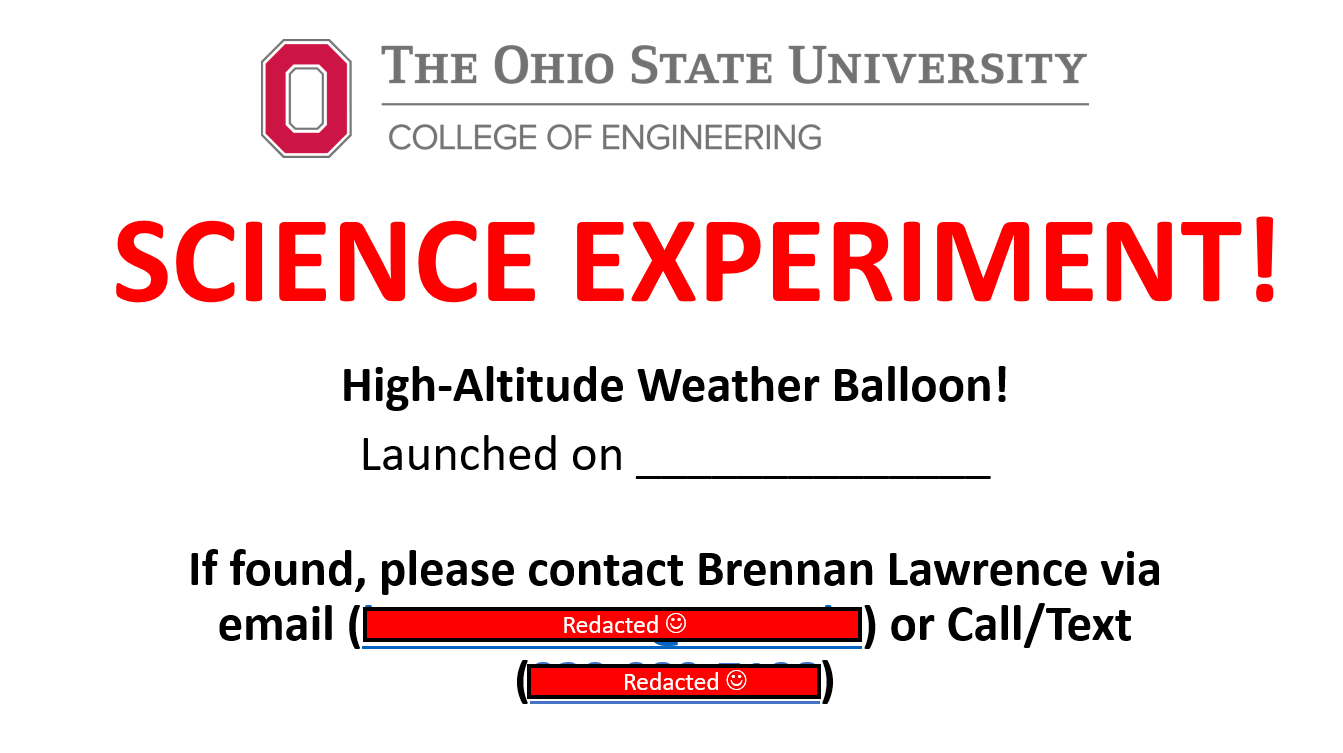 THE OHIO STATE UNIVERSITY
COLLEGE OF ENGINEERING
SCIENCE EXPERIMENT!
High-Altitude Weather Balloon!
Launched on ______________
If found, please contact Brennan Lawrence via
email (Redacted ☺) or Call/Text
(Redacted ☺)